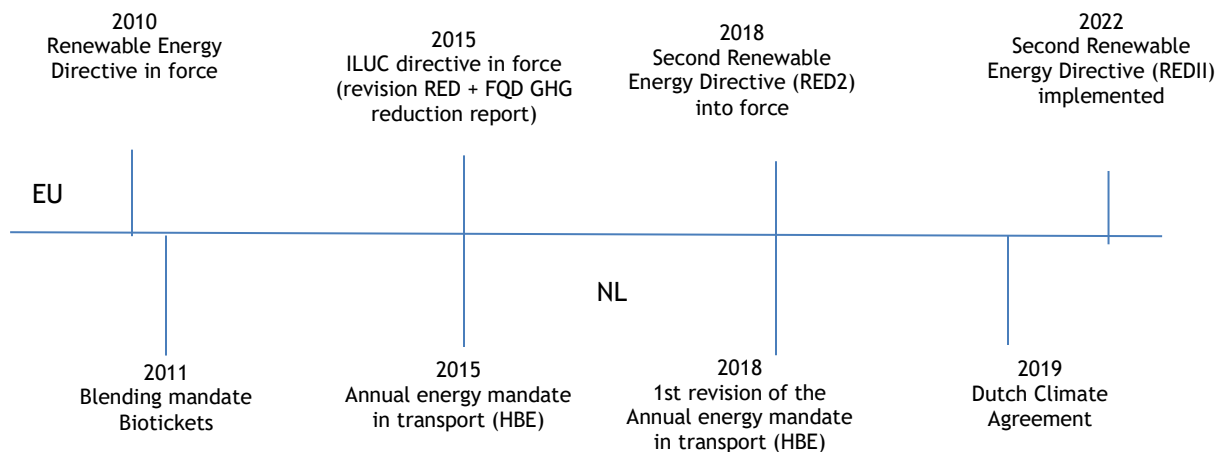 2010
Renewable Energy
Directive in force
2015
ILUC directive in force
(revision RED + FQD GHG
reduction report)
2018
Second Renewable
Energy Directive (RED2)
into force
2022
Second Renewable
Energy Directive (REDII)
implemented
EU
NL
2011
Blending mandate
Biotickets
2015
Annual energy mandate
in transport (HBE)
2018
1st revision of the
Annual energy mandate
in transport (HBE)
2019
Dutch Climate
Agreement